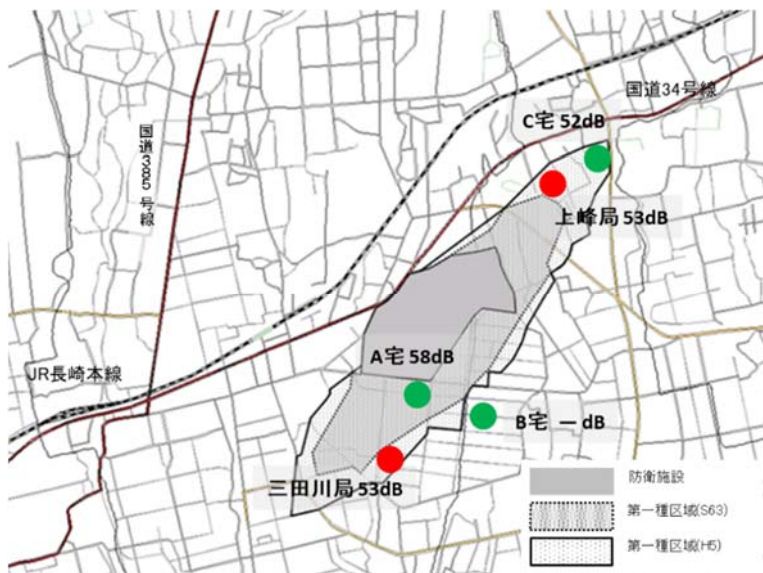 国道34号線
C宅 52dB
国道385号線
上峰局 53dB
A宅 58dB
JR長崎本線
B宅 ー dB
三田川局 53dB
防衛施設
第一種区域(S63)
第一種区域(H5)